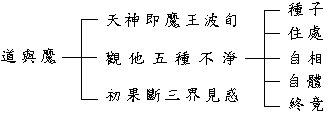 道與魔
天神即魔王波旬
觀他五種不淨
初果斷三界見惑
種子
住處
自相
自體
終竟